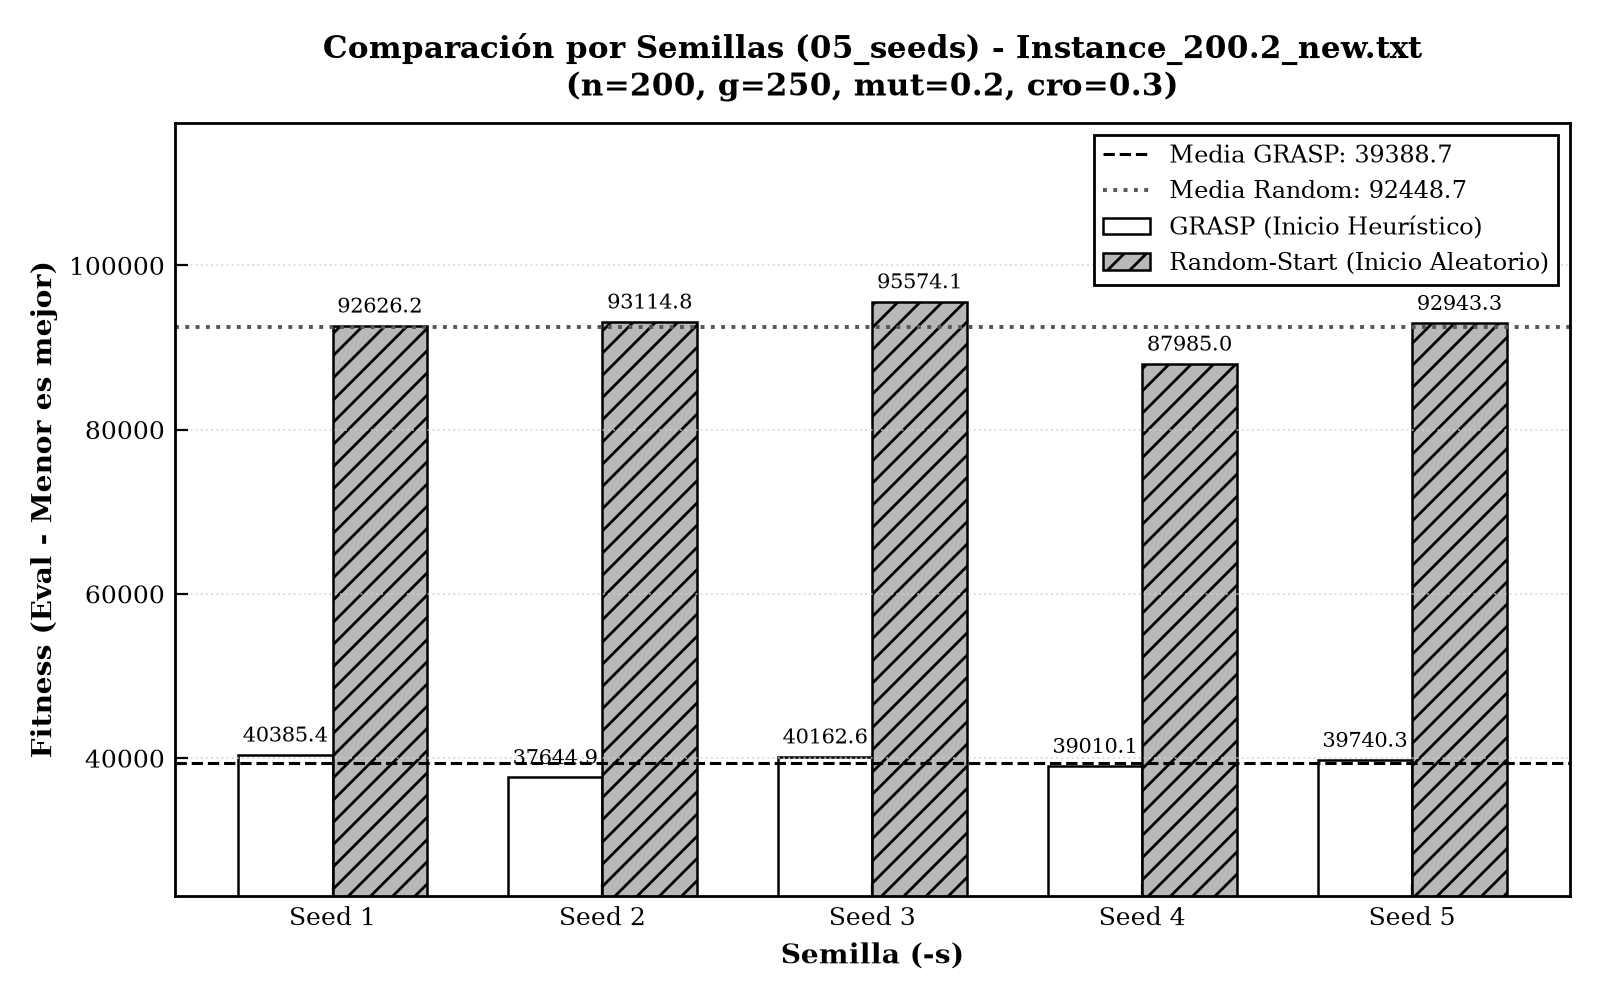 Comparación por Semillas (05_seeds) - Instance_200.2_new.txt
(n=200, g=250, mut=0.2, cro=0.3)
Media GRASP: 39388.7
Media Random: 92448.7
GRASP (Inicio Heurístico)
Random-Start (Inicio Aleatorio)
Fitness (Eval - Menor es mejor)
100000
80000
60000
40000
92626.2
93114.8
95574.1
87985.0
92943.3
40385.4
37644.9
40162.6
39010.1
39740.3
Seed 1
Seed 2
Seed 3
Seed 4
Seed 5
Semilla (-s)